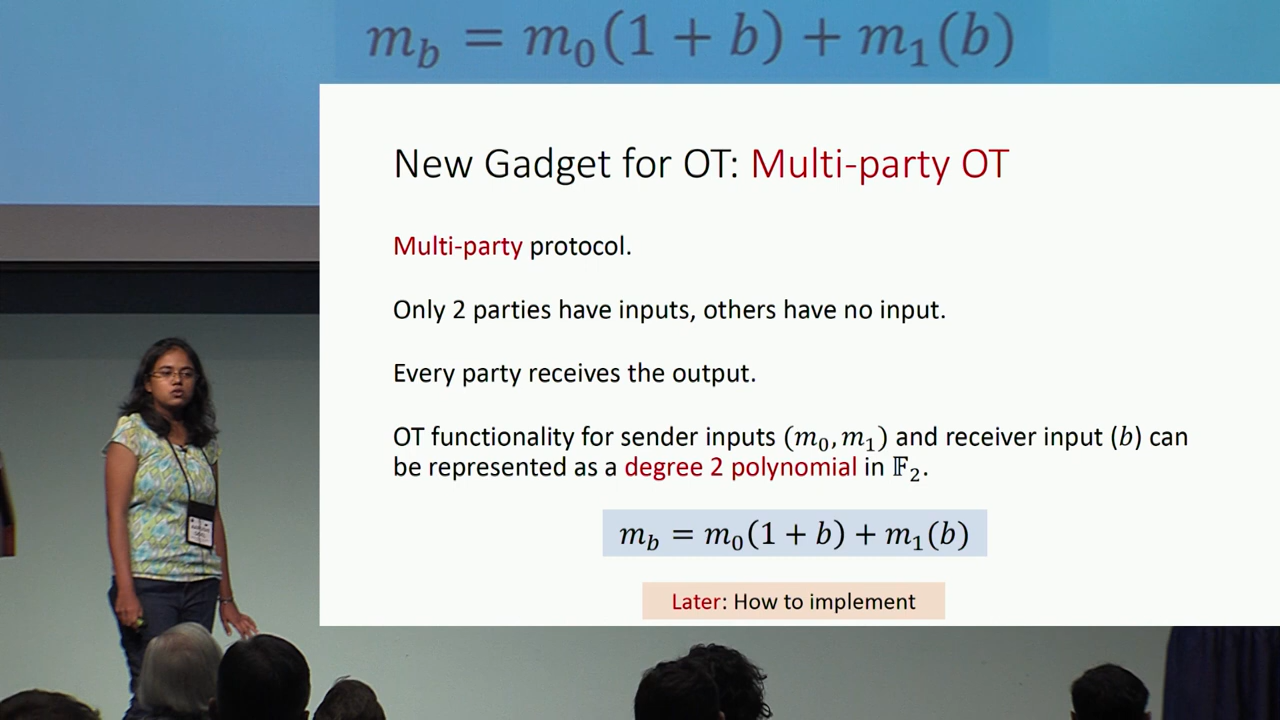 m_b = m_0(1 + b) + m_1(b)
New Gadget for OT: Multi-party OT
Multi-party protocol.
Only 2 parties have inputs, others have no input.
Every party receives the output.
OT functionality for sender inputs (m_0, m_1) and receiver input (b) can
be represented as a degree 2 polynomial in 𝔽_2.
m_b = m_0(1 + b) + m_1(b)
Later: How to implement